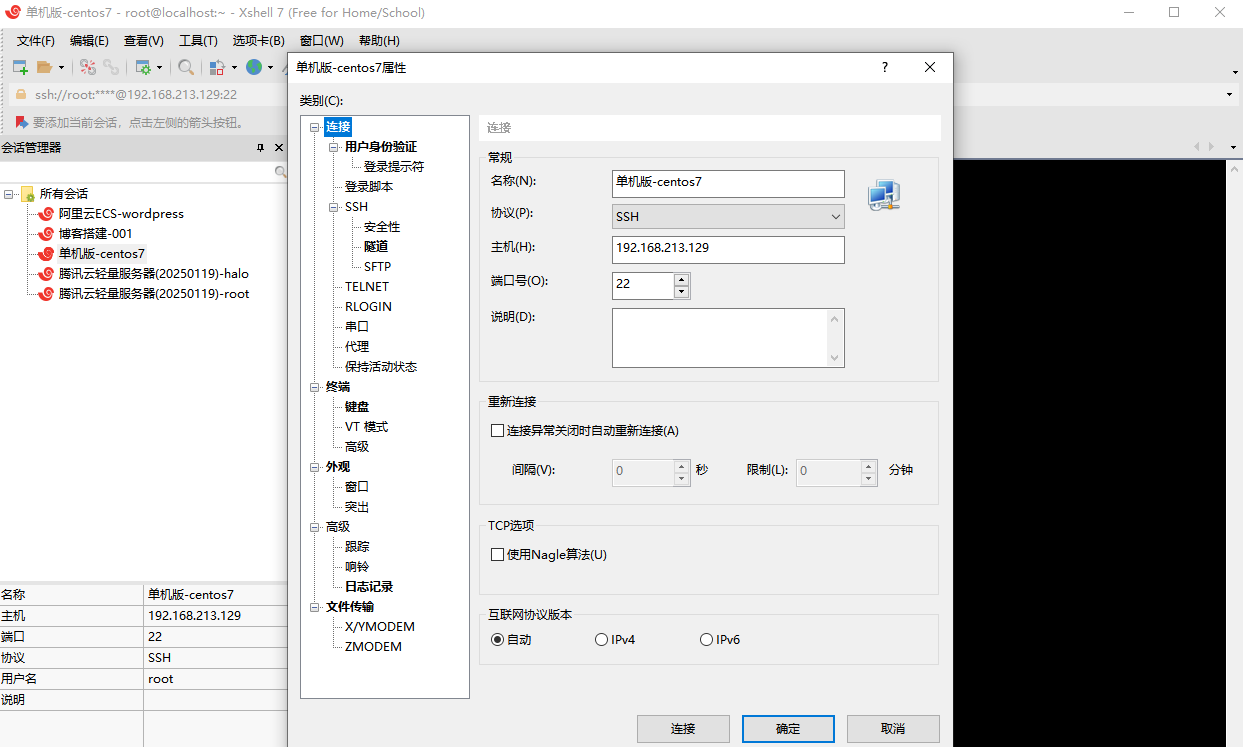 单机版-centos7 - root@localhost:~ - Xshell 7 (Free for Home/School)
文件(F) 编辑(E) 查看(V) 工具(T) 选项卡(B) 窗口(W) 帮助(H)
ssh://root:****@192.168.213.129:22
要添加当前会话，点击左侧的箭头按钮。
会话管理器
所有会话
阿里云ECS-wordpress
博客搭建-001
单机版-centos7
腾讯云轻量服务器(20250119)-halo
腾讯云轻量服务器(20250119)-root
名称 单机版-centos7
主机 192.168.213.129
端口 22
协议 SSH
用户名 root
说明
单机版-centos7属性
?
类别(C):
连接
用户身份验证
登录提示符
登录脚本
SSH
安全性
隧道
SFTP
TELNET
RLOGIN
串口
代理
保持活动状态
终端
键盘
VT 模式
高级
外观
窗口
突出
高级
跟踪
响铃
日志记录
文件传输
X/YMODEM
ZMODEM
连接
常规
名称(N): 单机版-centos7
协议(P): SSH
主机(H): 192.168.213.129
端口号(O): 22
说明(D):
重新连接
连接异常关闭时自动重新连接(A)
间隔(V): 0 秒 限制(L): 0 分钟
TCP选项
使用Nagle算法(U)
互联网协议版本
自动 IPv4 IPv6
连接 确定 取消